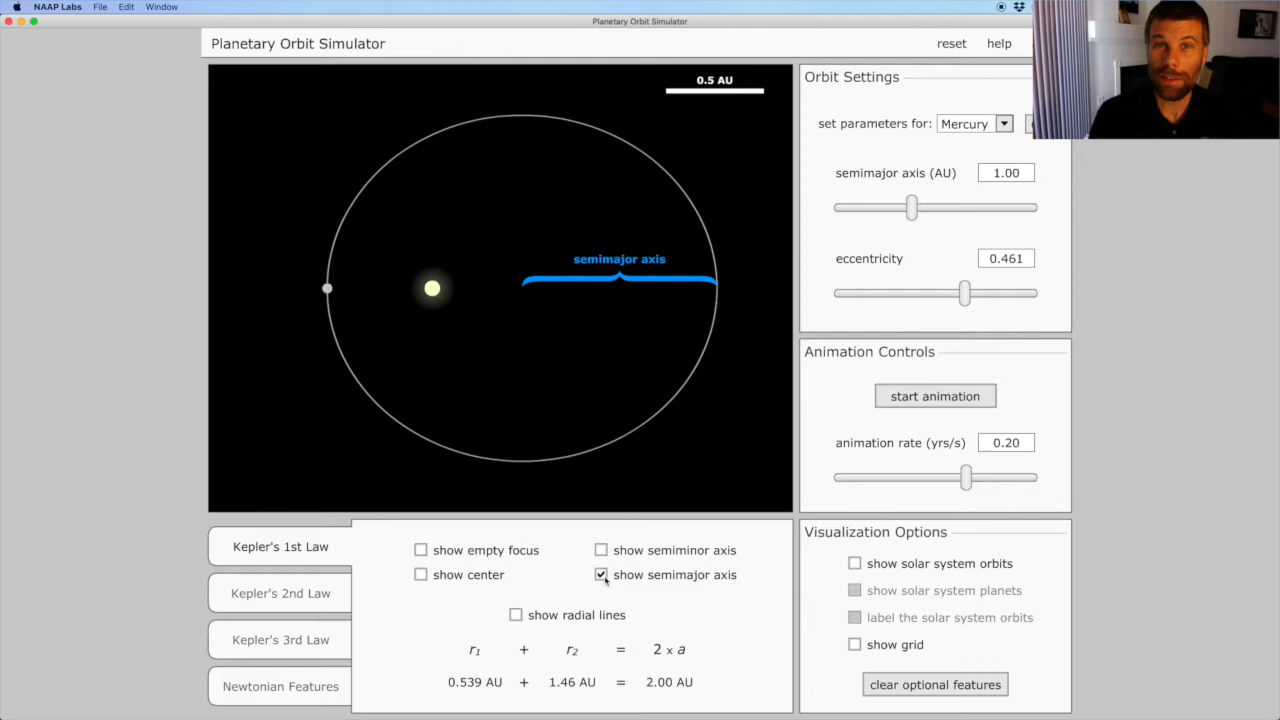 NAAP Labs File Edit Window
Planetary Orbit Simulator
Planetary Orbit Simulator
reset help
0.5 AU
semimajor axis
Orbit Settings
set parameters for: Mercury
semimajor axis (AU) 1.00
eccentricity 0.461
Animation Controls
start animation
animation rate (yrs/s) 0.20
Kepler's 1st Law
Kepler's 2nd Law
Kepler's 3rd Law
Newtonian Features
show empty focus show semiminor axis
show center show semimajor axis
show radial lines
r₁ + r₂ = 2 x a
0.539 AU + 1.46 AU = 2.00 AU
Visualization Options
show solar system orbits
show solar system planets
label the solar system orbits
show grid
clear optional features